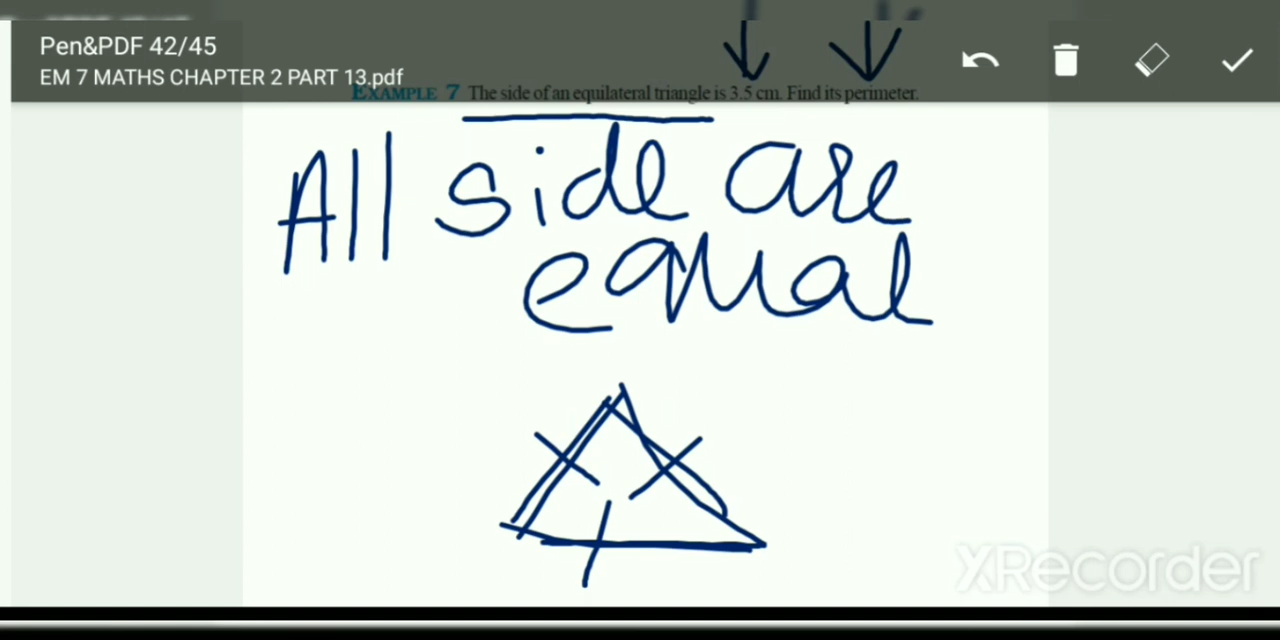 Pen&PDF 42/45
EM 7 MATHS CHAPTER 2 PART 13.pdf
EXAMPLE 7 The side of an equilateral triangle is 3.5 cm. Find its perimeter.
All side are
equal
XRecorder